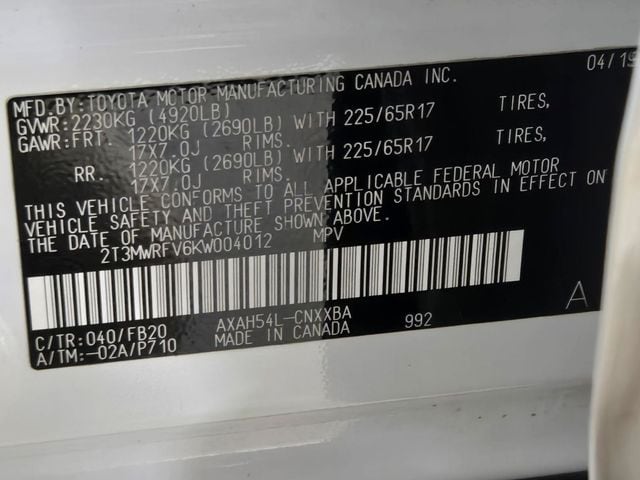 04/19
MFD.BY:TOYOTA MOTOR MANUFACTURING CANADA INC.
GVWR:2230KG (4920LB)
GAWR:FRT. 1220KG (2690LB) WITH 225/65R17 TIRES,
17X7.0J RIMS.
RR. 1220KG (2690LB) WITH 225/65R17 TIRES,
17X7.0J RIMS.
THIS VEHICLE CONFORMS TO ALL APPLICABLE FEDERAL MOTOR
VEHICLE SAFETY AND THEFT PREVENTION STANDARDS IN EFFECT ON
THE DATE OF MANUFACTURE SHOWN ABOVE.
2T3MWRFV6KW004012 MPV
A
C/TR:040/FB20 AXAH54L-CNXXBA 992
A/TM:-02A/P710 MADE IN CANADA